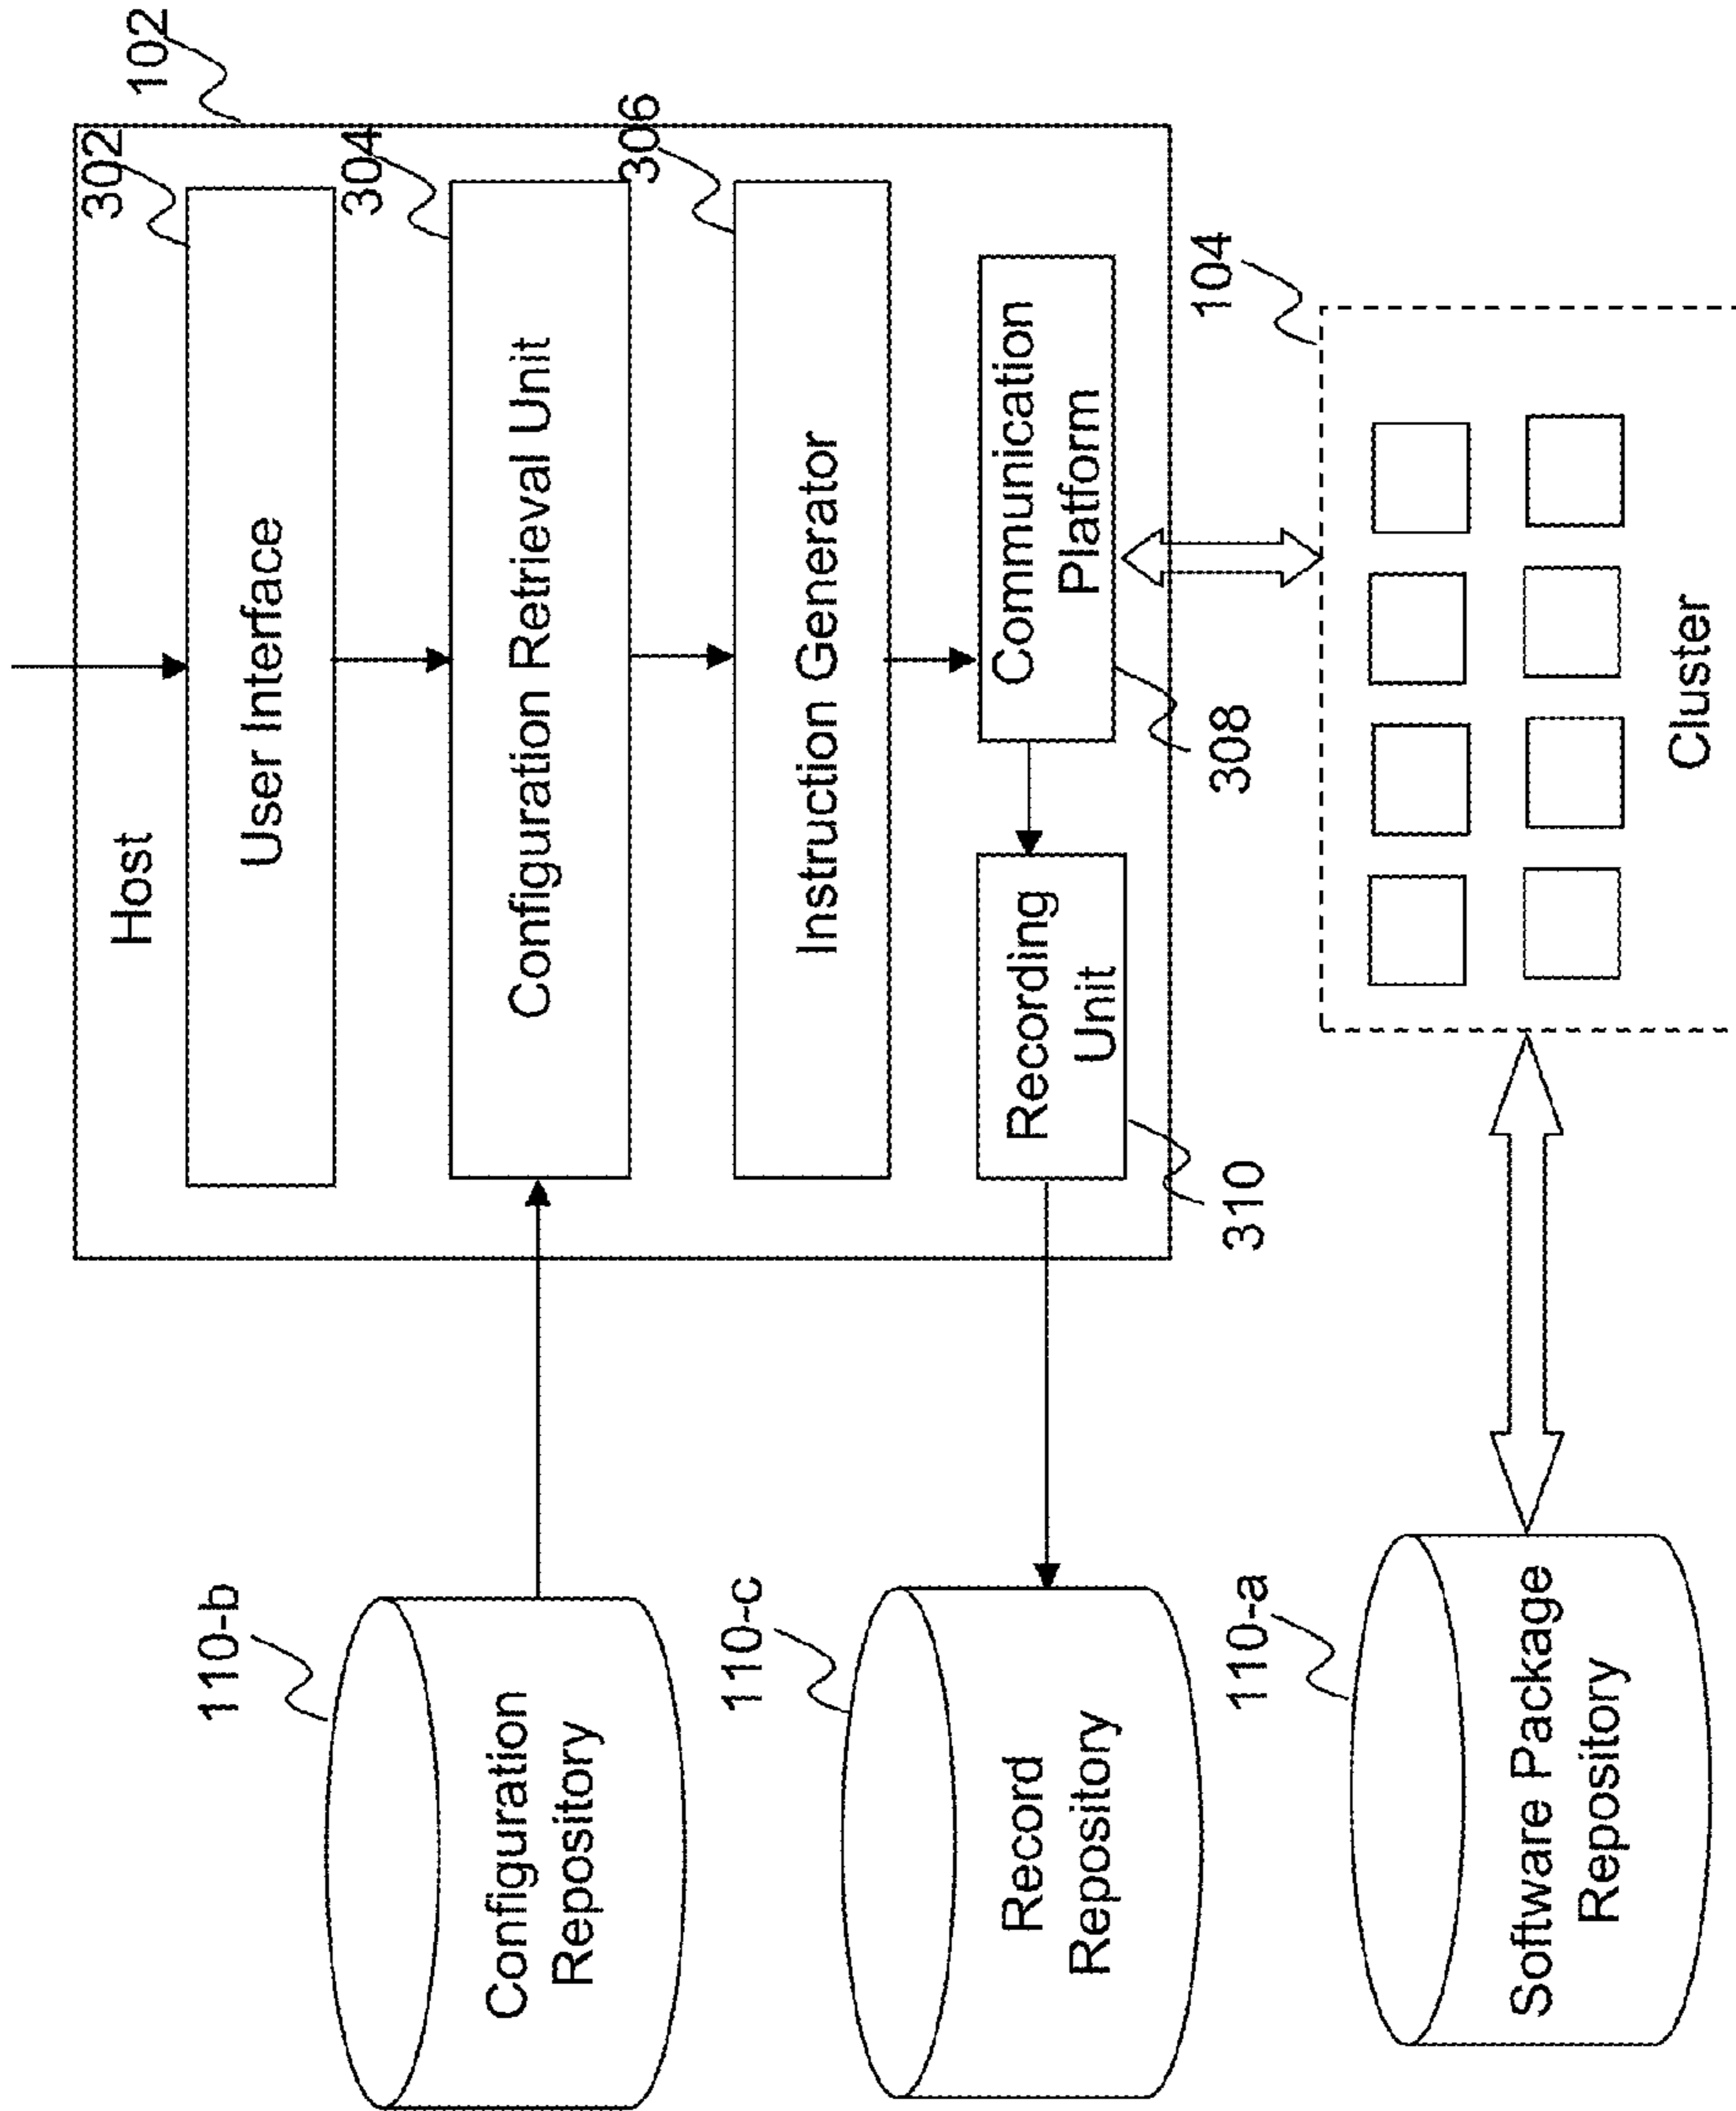 102
Host
302
User Interface
304
110-b
Configuration
Repository
Configuration Retrieval Unit
306
Instruction Generator
110-c
Record
Repository
Recording
Unit
Communication
Platform
310
308
104
110-a
Software Package
Repository
Cluster